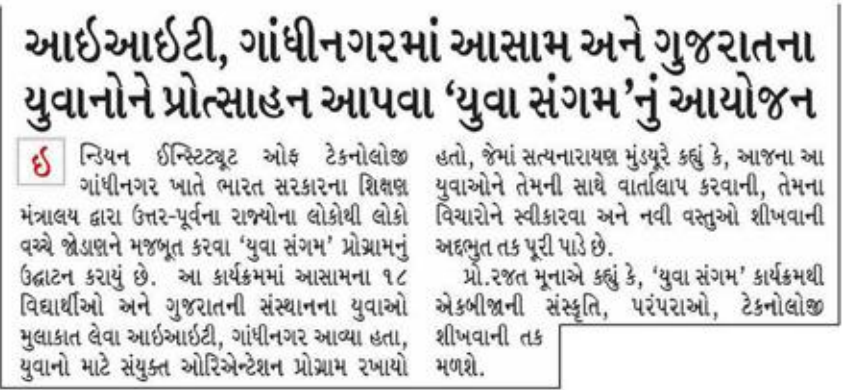 આઇઆઇટી, ગાંધીનગરમાં આસામ અને ગુજરાતના
યુવાનોને પ્રોત્સાહન આપવા ‘યુવા સંગમ’નું આયોજન
ઇન્ડિયન ઈન્સ્ટિટ્યૂટ ઓફ ટેકનોલોજી
ગાંધીનગર ખાતે ભારત સરકારના શિક્ષણ
મંત્રાલય દ્વારા ઉત્તર-પૂર્વના રાજ્યોના લોકોથી લોકો
વચ્ચે જોડાણને મજબૂત કરવા ‘યુવા સંગમ’ પ્રોગ્રામનું
ઉદ્ઘાટન કરાયું છે. આ કાર્યક્રમમાં આસામના ૧૮
વિદ્યાર્થીઓ અને ગુજરાતની સંસ્થાનના યુવાઓ
મુલાકાત લેવા આઇઆઇટી, ગાંધીનગર આવ્યા હતા,
યુવાનો માટે સંયુક્ત ઓરિએન્ટેશન પ્રોગ્રામ રખાયો
હતો, જેમાં સત્યનારાયણ મુંડયૂરે કહ્યું કે, આજના આ
યુવાઓને તેમની સાથે વાર્તાલાપ કરવાની, તેમના
વિચારોને સ્વીકારવા અને નવી વસ્તુઓ શીખવાની
અદ્દભુત તક પૂરી પાડે છે.
પ્રો.રજત મૂનાએ કહ્યું કે, ‘યુવા સંગમ’ કાર્યક્રમથી
એકબીજાની સંસ્કૃતિ, પરંપરાઓ, ટેકનોલોજી
શીખવાની તક
મળશે.